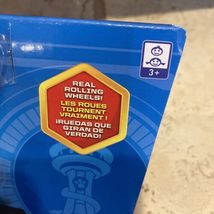 3+
REAL
ROLLING
WHEELS!
LES ROUES
TOURNENT
VRAIMENT !
¡RUEDAS QUE
GIRAN DE
VERDAD!